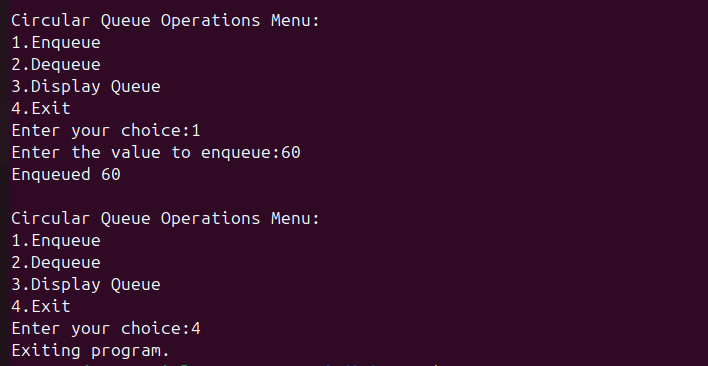 Circular Queue Operations Menu:
1.Enqueue
2.Dequeue
3.Display Queue
4.Exit
Enter your choice:1
Enter the value to enqueue:60
Enqueued 60
Circular Queue Operations Menu:
1.Enqueue
2.Dequeue
3.Display Queue
4.Exit
Enter your choice:4
Exiting program.